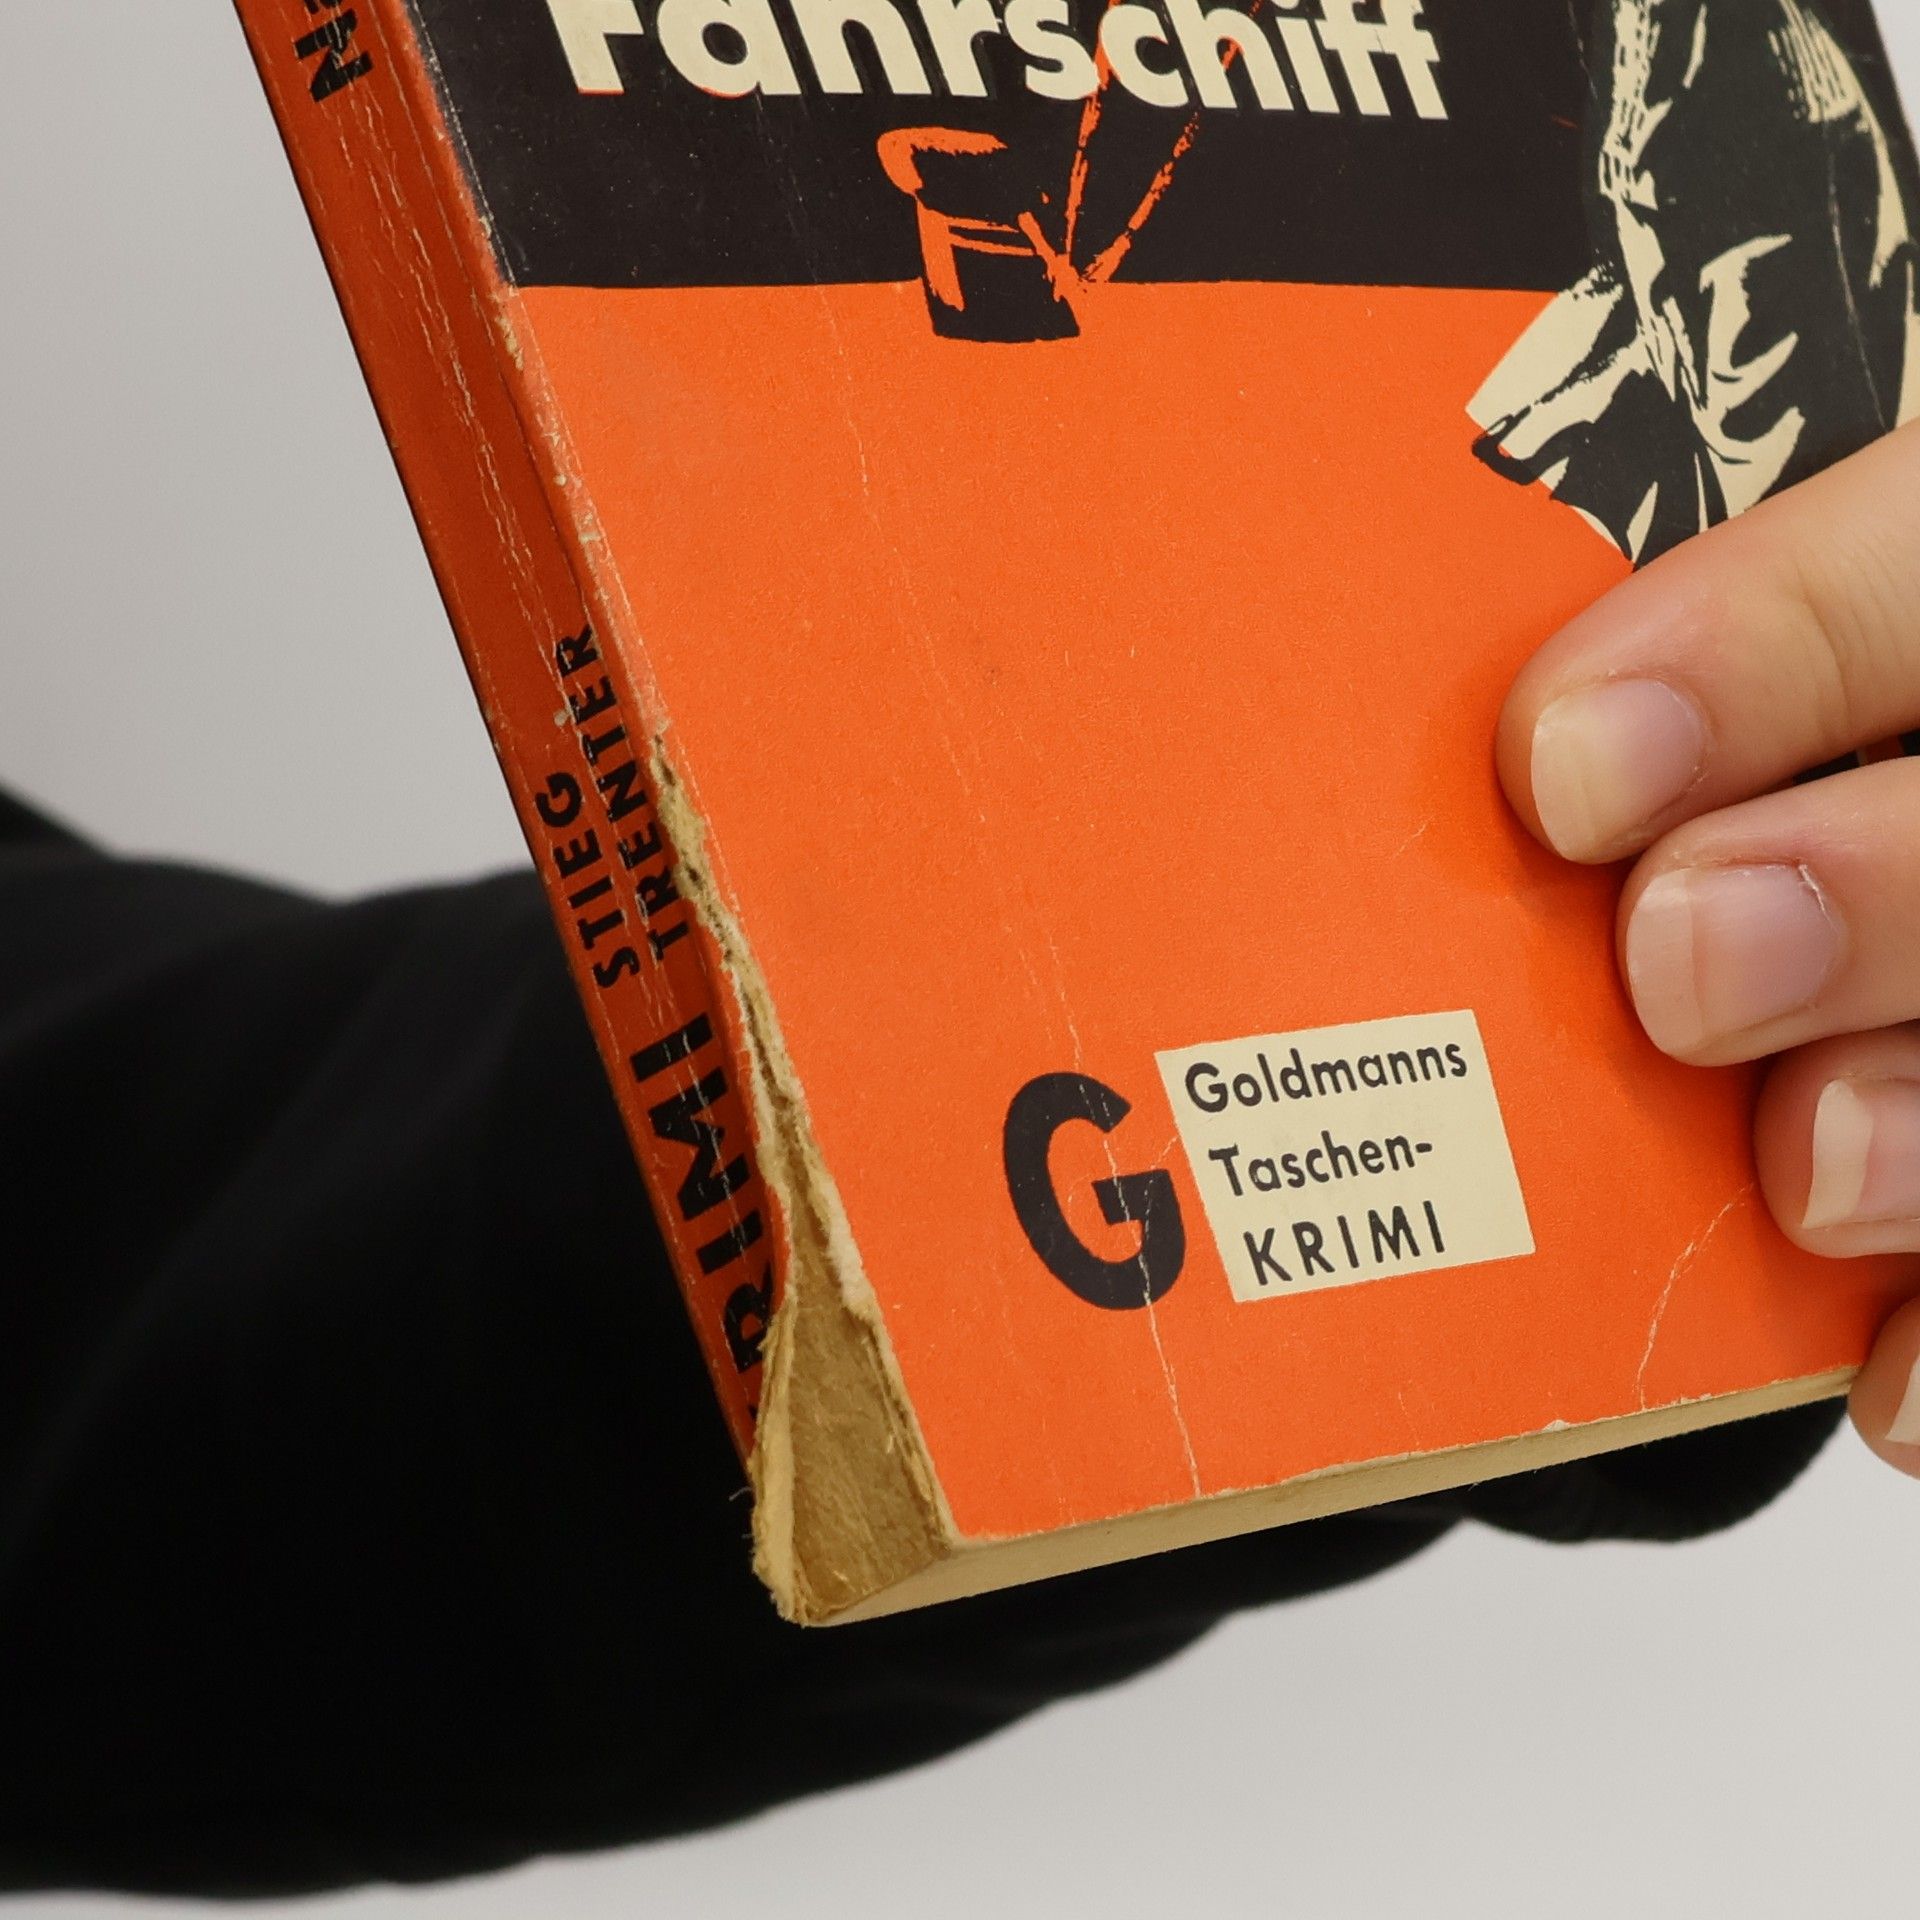 Fährschiff
STIEG
TRENTER
KRIMI
G
Goldmanns
Taschen-
KRIMI